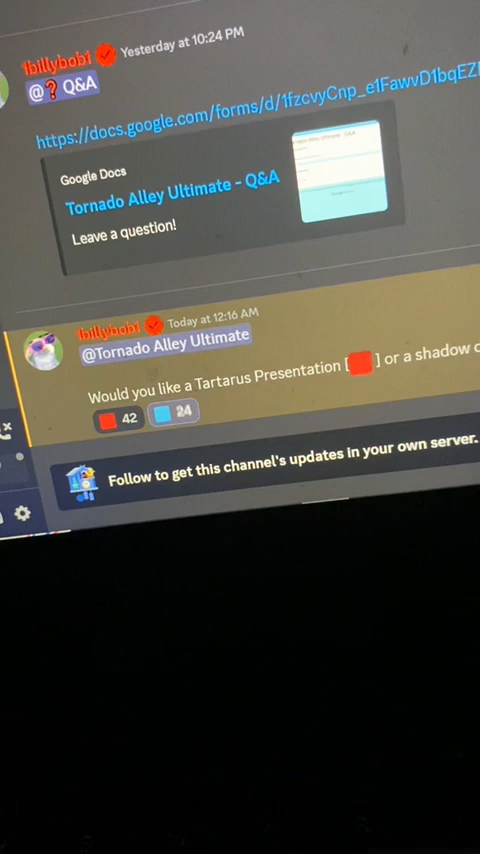 1billybob1 Yesterday at 10:24 PM
@❓ Q&A
https://docs.google.com/forms/d/1fzcvyCnp_e1FawvD1bqEZ
Google Docs
Tornado Alley Ultimate - Q&A
Leave a question!
1billybob1 Today at 12:16 AM
@Tornado Alley Ultimate
Would you like a Tartarus Presentation [🟥] or a shadow
🟥 42 🟦 24
Follow to get this channel's updates in your own server.